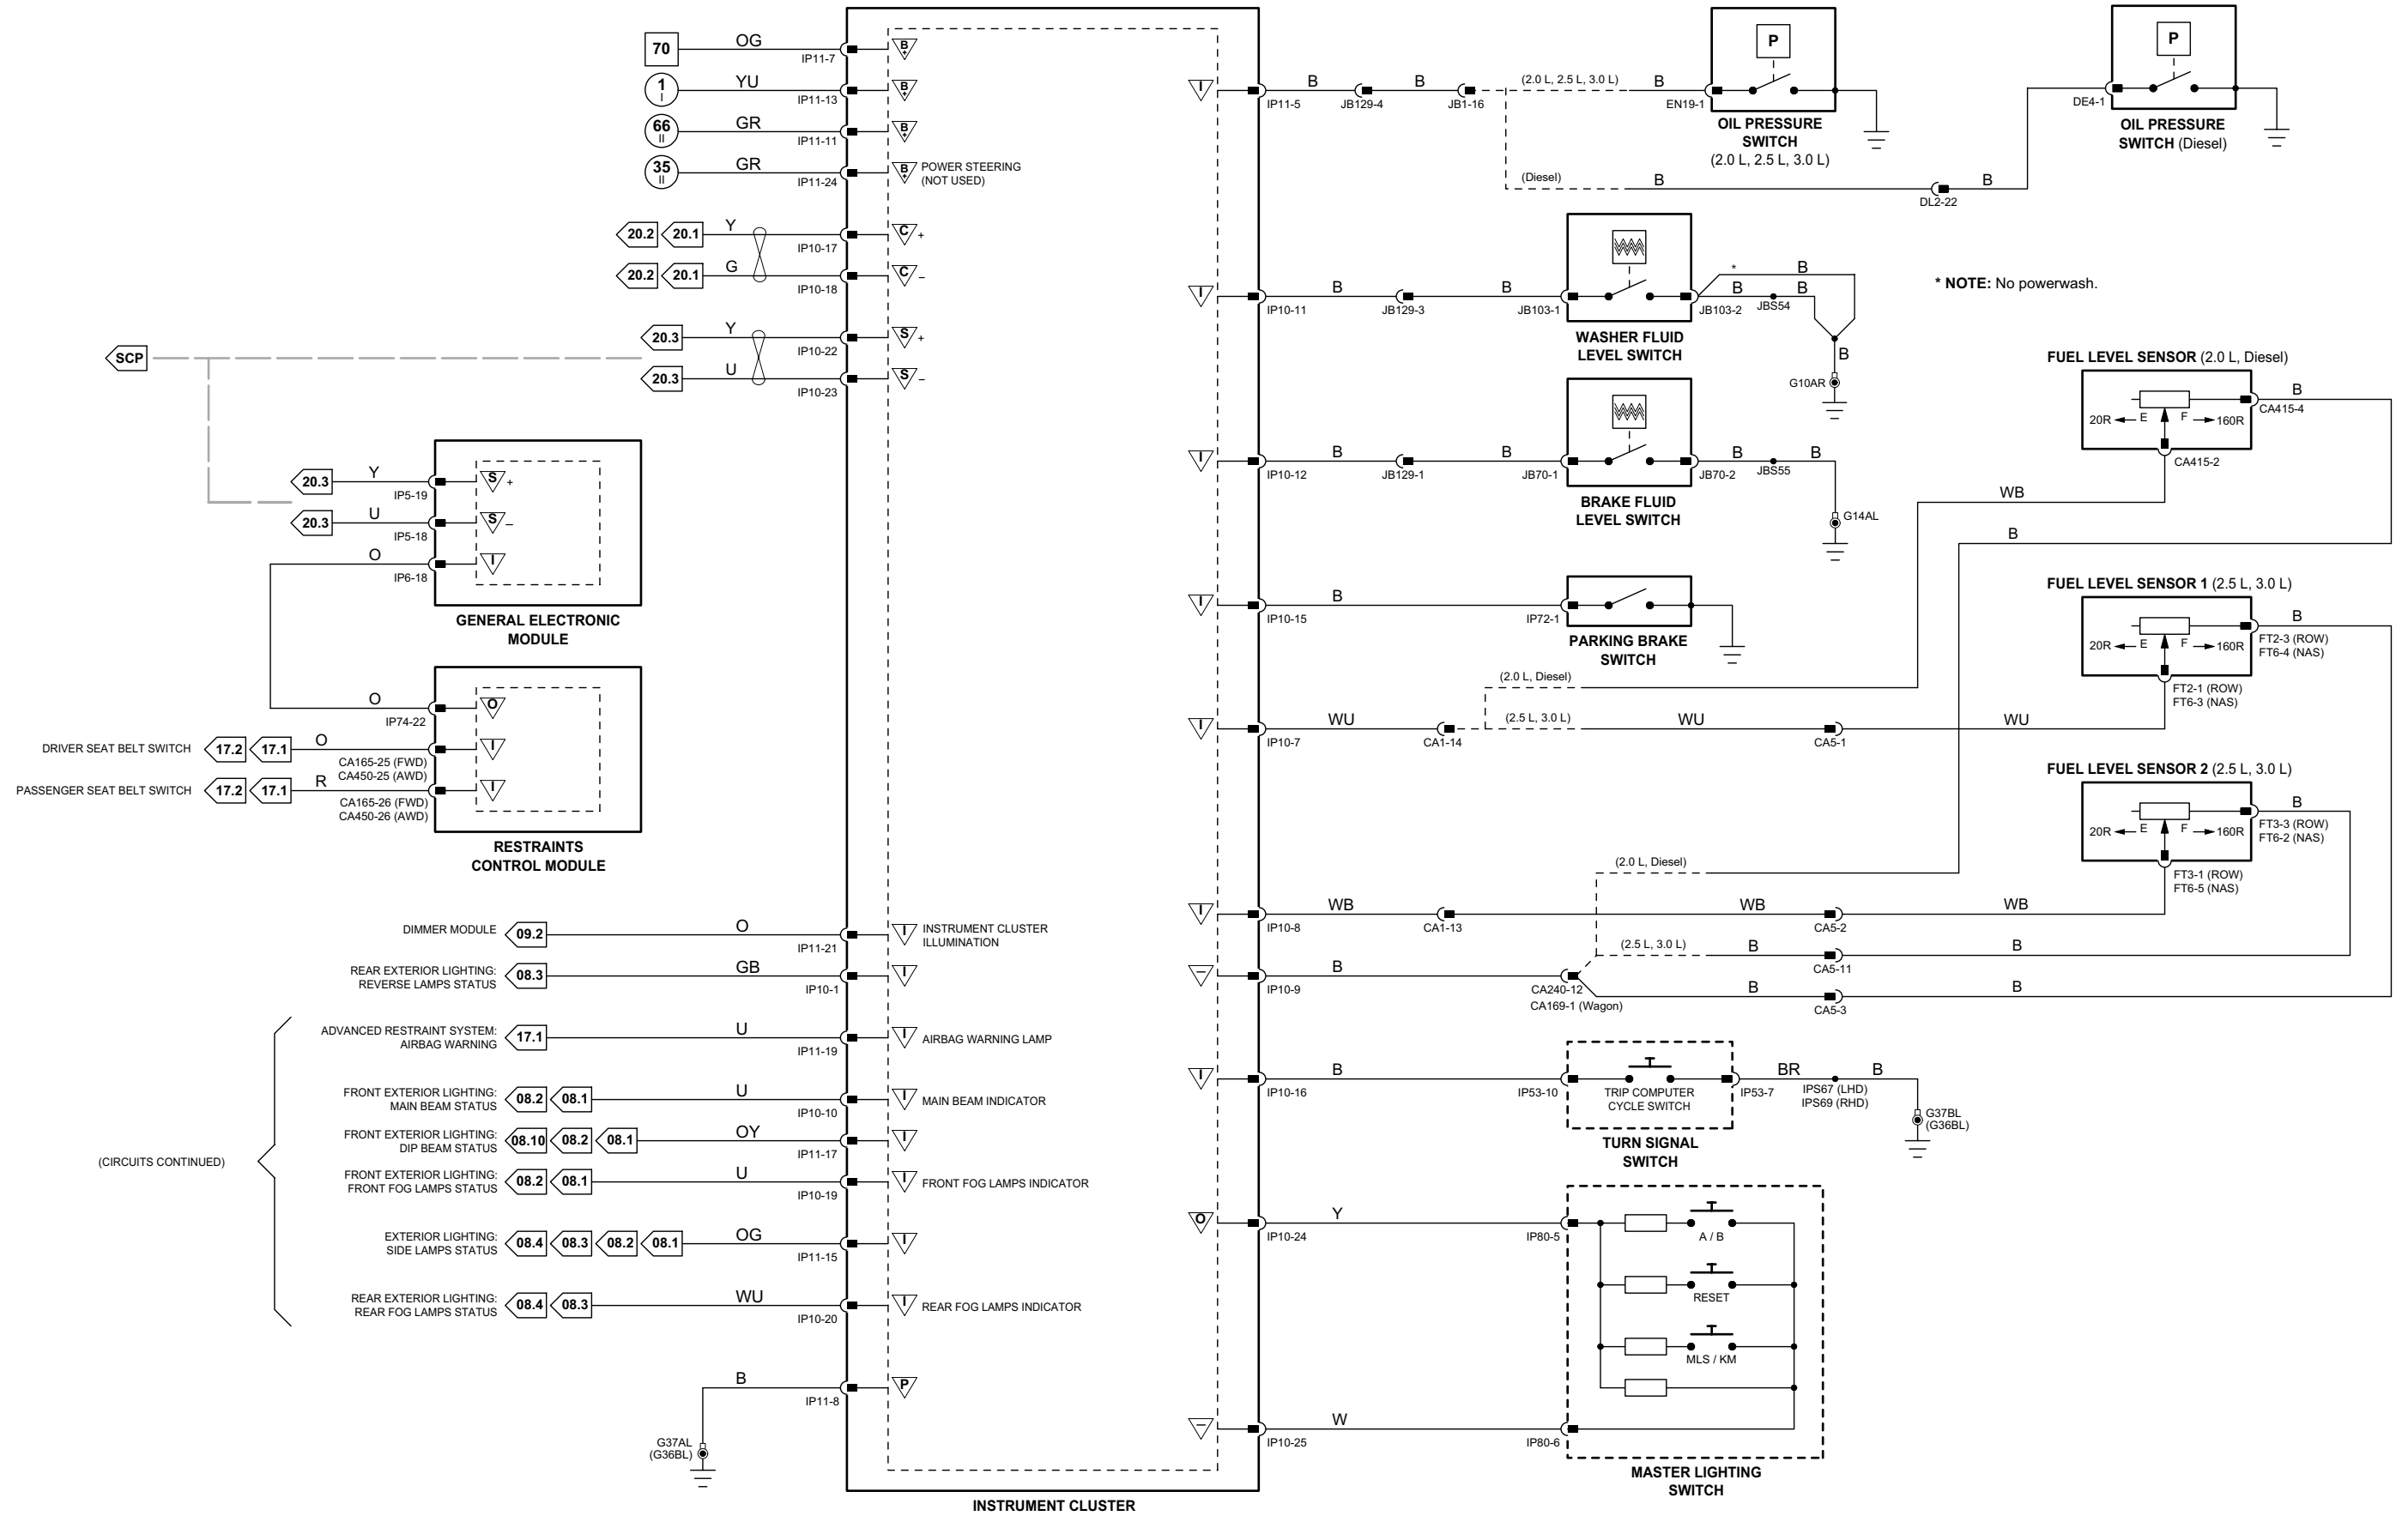 70
OG
IP11-7
B
+
1
I
YU
IP11-13
B
+
66
II
GR
IP11-11
B
+
35
II
GR
IP11-24
B
+
POWER STEERING
(NOT USED)
20.2
20.1
Y
IP10-17
C
+
20.2
20.1
G
IP10-18
C
–
SCP
20.3
Y
IP10-22
S
+
20.3
U
IP10-23
S
–
20.3
Y
IP5-19
S
+
20.3
U
IP5-18
S
–
O
IP6-18
I
GENERAL ELECTRONIC
MODULE
O
IP74-22
O
DRIVER SEAT BELT SWITCH
17.2
17.1
O
CA165-25 (FWD)
CA450-25 (AWD)
I
PASSENGER SEAT BELT SWITCH
17.2
17.1
R
CA165-26 (FWD)
CA450-26 (AWD)
I
RESTRAINTS
CONTROL MODULE
DIMMER MODULE
09.2
O
IP11-21
I
INSTRUMENT CLUSTER
ILLUMINATION
REAR EXTERIOR LIGHTING:
REVERSE LAMPS STATUS
08.3
GB
IP10-1
I
(CIRCUITS CONTINUED)
ADVANCED RESTRAINT SYSTEM:
AIRBAG WARNING
17.1
U
IP11-19
I
AIRBAG WARNING LAMP
FRONT EXTERIOR LIGHTING:
MAIN BEAM STATUS
08.2
08.1
U
IP10-10
I
MAIN BEAM INDICATOR
FRONT EXTERIOR LIGHTING:
DIP BEAM STATUS
08.10
08.2
08.1
OY
IP11-17
I
FRONT EXTERIOR LIGHTING:
FRONT FOG LAMPS STATUS
08.2
08.1
U
IP10-19
I
FRONT FOG LAMPS INDICATOR
EXTERIOR LIGHTING:
SIDE LAMPS STATUS
08.4
08.3
08.2
08.1
OG
IP11-15
I
REAR EXTERIOR LIGHTING:
REAR FOG LAMPS STATUS
08.4
08.3
WU
IP10-20
I
REAR FOG LAMPS INDICATOR
B
IP11-8
P
G37AL
(G36BL)
INSTRUMENT CLUSTER
I
IP11-5
B
JB129-4
B
JB1-16
(2.0 L, 2.5 L, 3.0 L)
B
EN19-1
P
OIL PRESSURE
SWITCH
(2.0 L, 2.5 L, 3.0 L)
(Diesel)
B
DL2-22
B
DE4-1
P
OIL PRESSURE
SWITCH (Diesel)
I
IP10-11
B
JB129-3
B
JB103-1
WASHER FLUID
LEVEL SWITCH
JB103-2
*
B
B
JBS54
B
B
G10AR
* NOTE: No powerwash.
I
IP10-12
B
JB129-1
B
JB70-1
BRAKE FLUID
LEVEL SWITCH
JB70-2
B
JBS55
B
G14AL
I
IP10-15
B
IP72-1
PARKING BRAKE
SWITCH
FUEL LEVEL SENSOR (2.0 L, Diesel)
20R
E
F
160R
B
CA415-4
CA415-2
WB
B
FUEL LEVEL SENSOR 1 (2.5 L, 3.0 L)
20R
E
F
160R
B
FT2-3 (ROW)
FT6-4 (NAS)
FT2-1 (ROW)
FT6-3 (NAS)
I
IP10-7
WU
CA1-14
(2.0 L, Diesel)
(2.5 L, 3.0 L)
WU
CA5-1
WU
FUEL LEVEL SENSOR 2 (2.5 L, 3.0 L)
20R
E
F
160R
B
FT3-3 (ROW)
FT6-2 (NAS)
FT3-1 (ROW)
FT6-5 (NAS)
I
IP10-8
WB
CA1-13
(2.0 L, Diesel)
WB
CA5-2
WB
(2.5 L, 3.0 L)
B
CA5-11
B
–
IP10-9
B
CA240-12
CA169-1 (Wagon)
B
CA5-3
B
I
IP10-16
B
IP53-10
TRIP COMPUTER
CYCLE SWITCH
TURN SIGNAL
SWITCH
IP53-7
BR
IPS67 (LHD)
IPS69 (RHD)
B
G37BL
(G36BL)
O
IP10-24
Y
IP80-5
A / B
RESET
MLS / KM
–
IP10-25
W
IP80-6
MASTER LIGHTING
SWITCH